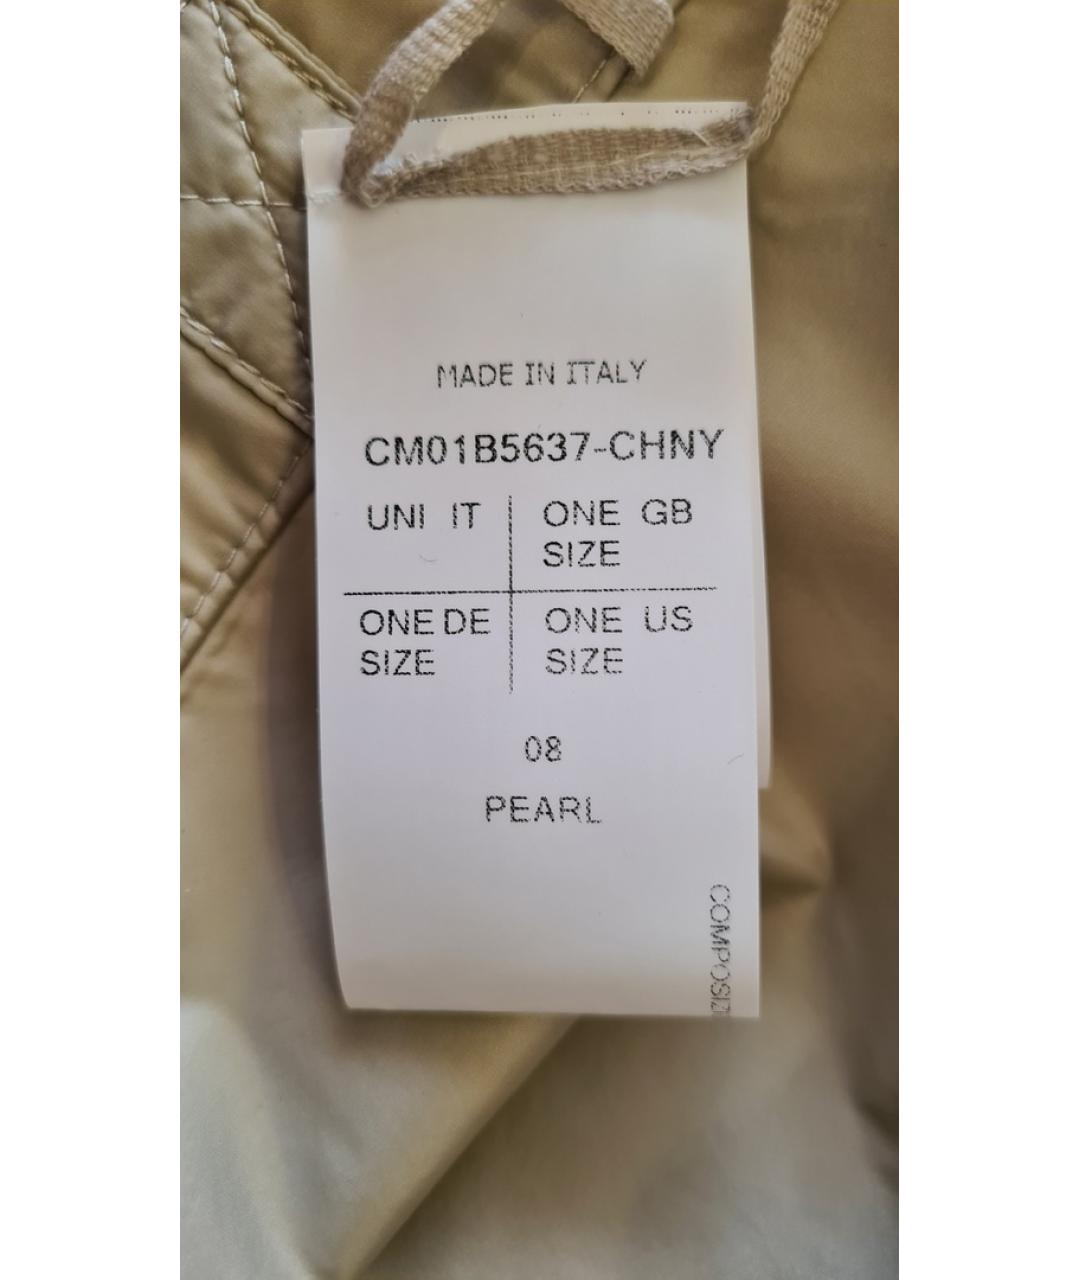 MADE IN ITALY
CM01B5637-CHNY
UNI IT
ONE GB
SIZE
ONE DE
SIZE
ONE US
SIZE
08
PEARL